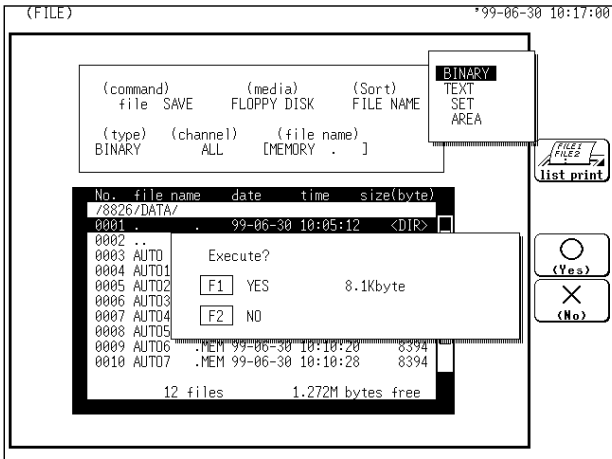 (FILE) '99-06-30 10:17:00
(command) (media) (Sort)
file SAVE FLOPPY DISK FILE NAME
(type) (channel) (file name)
BINARY ALL [MEMORY . ]
BINARY
TEXT
SET
AREA
FILE1
FILE2
list print
No. file name date time size(byte)
/8826/DATA/
0001 . . 99-06-30 10:05:12 <DIR>
0002 ..
0003 AUTO
0004 AUTO1
0005 AUTO2
0006 AUTO3
0007 AUTO4
0008 AUTO5
0009 AUTO6 .MEM 99-06-30 10:10:20 8394
0010 AUTO7 .MEM 99-06-30 10:10:28 8394
12 files 1.272M bytes free
Execute?
F1 YES 8.1Kbyte
F2 NO
(Yes)
(No)